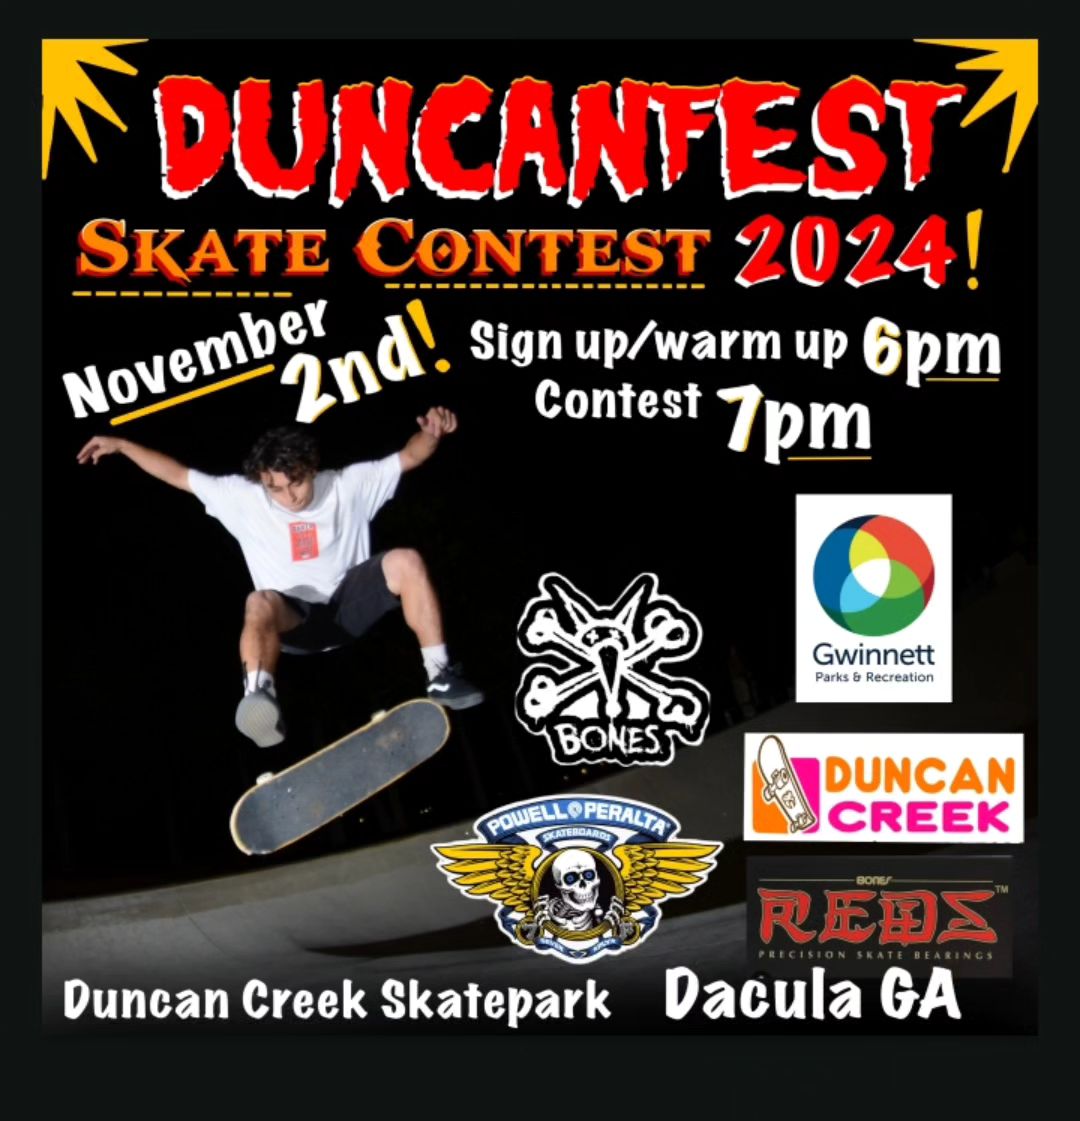 DUNCANFEST
SKATE CONTEST 2024!
November 2nd!
Sign up/warm up 6pm
Contest 7pm
Gwinnett
Parks & Recreation
BONES
DUNCAN
CREEK
POWELL PERALTA
SKATEBOARDS
BONES
REDS™
PRECISION SKATE BEARINGS
Duncan Creek Skatepark Dacula GA